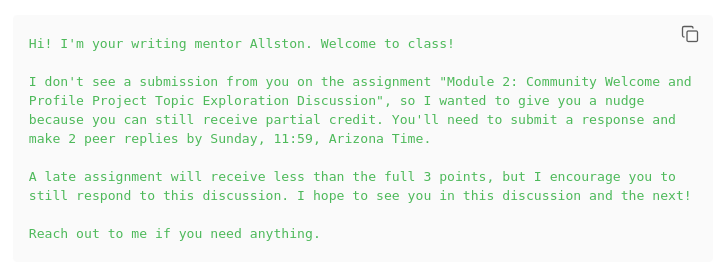 Hi! I'm your writing mentor Allston. Welcome to class!
I don't see a submission from you on the assignment "Module 2: Community Welcome and
Profile Project Topic Exploration Discussion", so I wanted to give you a nudge
because you can still receive partial credit. You'll need to submit a response and
make 2 peer replies by Sunday, 11:59, Arizona Time.
A late assignment will receive less than the full 3 points, but I encourage you to
still respond to this discussion. I hope to see you in this discussion and the next!
Reach out to me if you need anything.